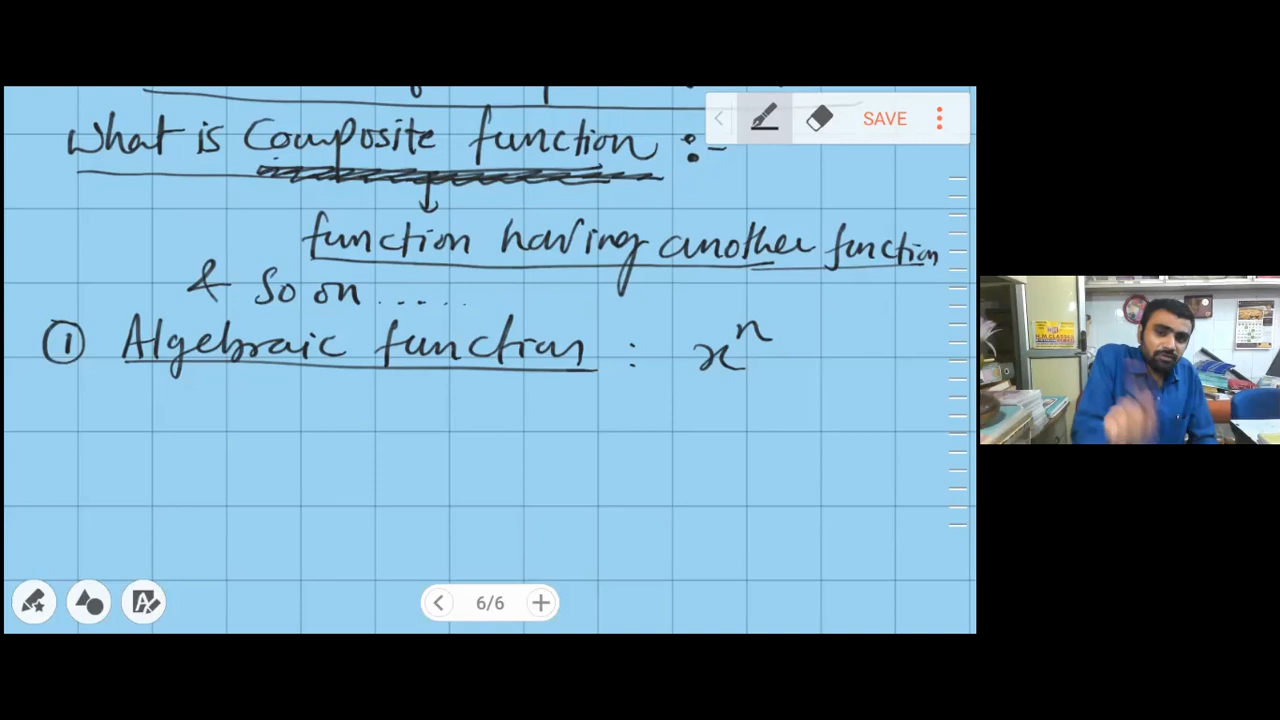 What is Composite function :-
SAVE
function having another function
& so on .....
① Algebraic function : xⁿ
6/6